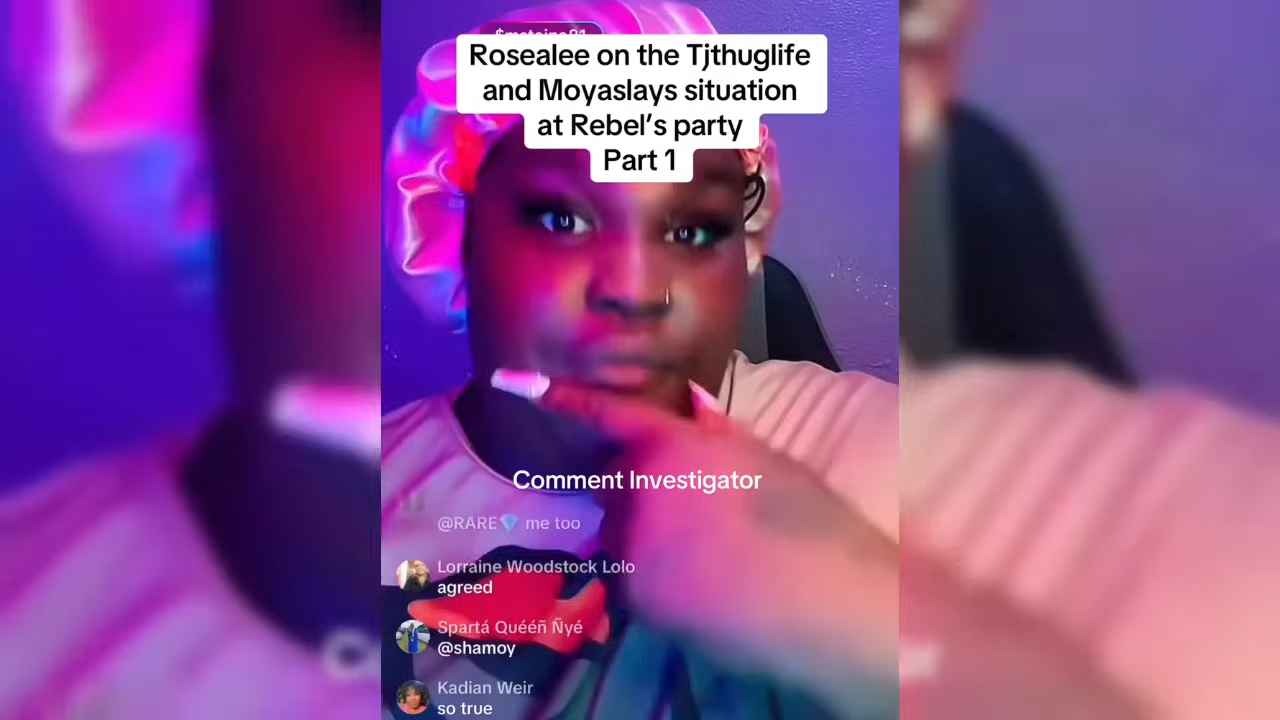 Rosealee on the Tjthuglife
and Moyaslays situation
at Rebel’s party
Part 1
Comment Investigator
@RARE💎 me too
Lorraine Woodstock Lolo
agreed
Spartá Quééñ Ñyé
@shamoy
Kadian Weir
so true